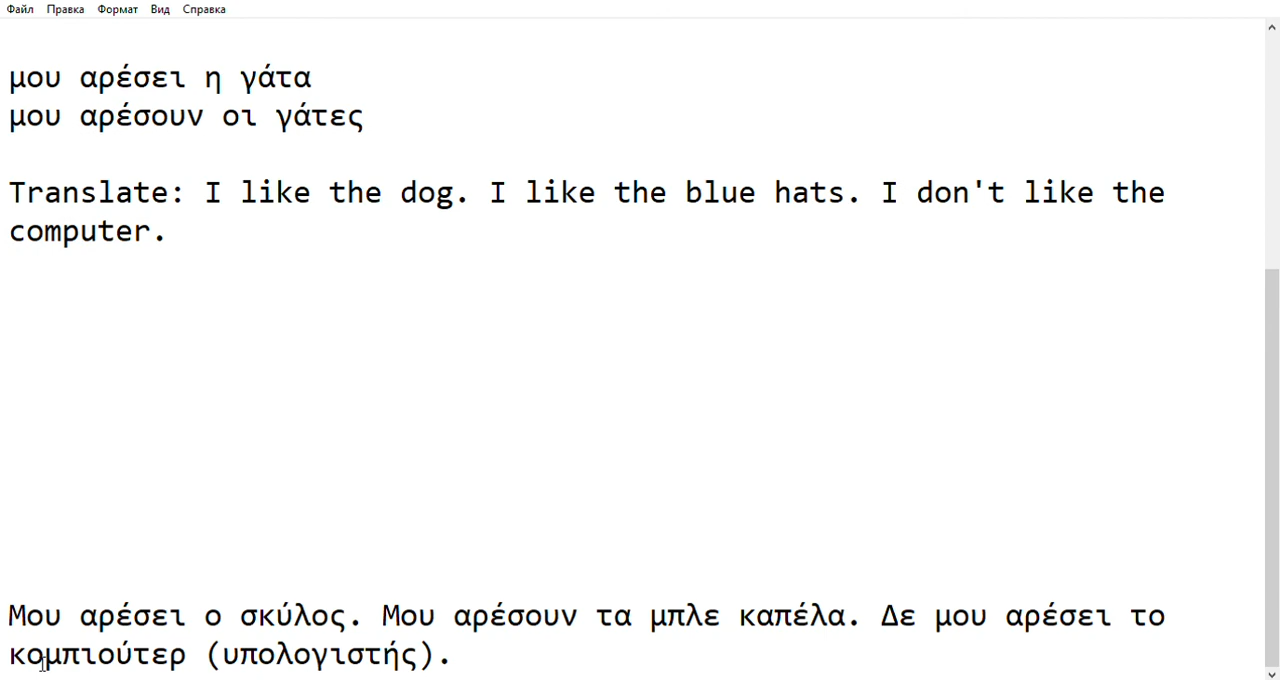 Файл Правка Формат Вид Справка
μου αρέσει η γάτα
μου αρέσουν οι γάτες
Translate: I like the dog. I like the blue hats. I don't like the
computer.
Μου αρέσει ο σκύλος. Μου αρέσουν τα μπλε καπέλα. Δε μου αρέσει το
κομπιούτερ (υπολογιστής).